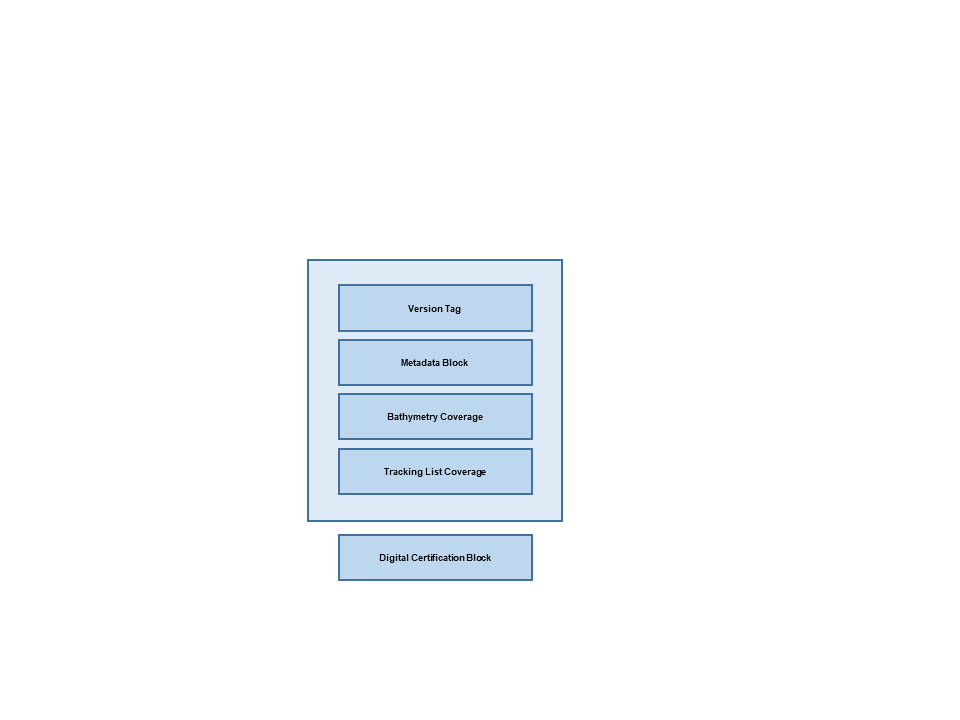 Version Tag
Metadata Block
Bathymetry Coverage
Tracking List Coverage
Digital Certification Block